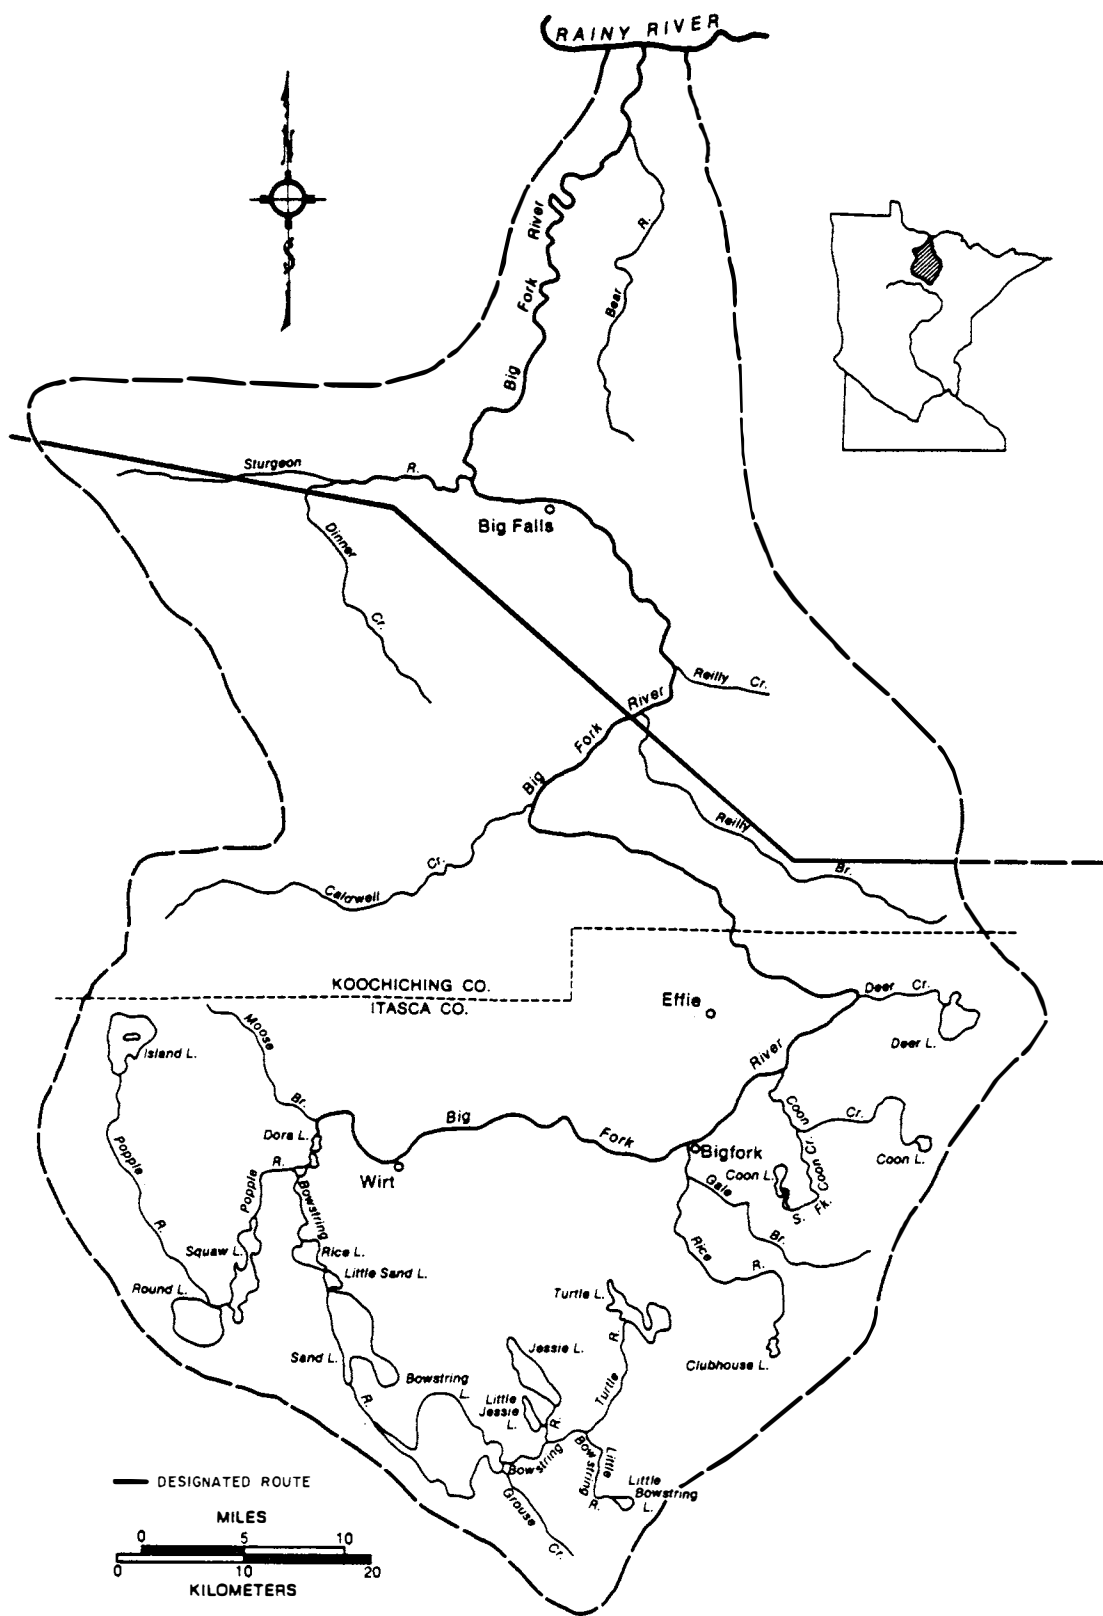 RAINY RIVER
Big Fork River
Bear R.
Sturgeon R.
Big Falls
Dinner Cr.
Reilly Cr.
Big Fork River
Reilly Br.
Caldwell Cr.
KOOCHICHING CO.
ITASCA CO.
Effie
Deer Cr.
Deer L.
Island L.
Moose Br.
River
Big Fork
Coon Cr.
Coon L.
Dora L.
Wirt
Bigfork
Coon L.
Coon Cr.
S. Fk.
Popple R.
Popple R.
Bowstring
Gale Br.
Rice R.
Squaw L.
Rice L.
Little Sand L.
Round L.
Turtle L.
Sand L.
Jessie L.
Clubhouse L.
Bowstring
L.
R.
Little
Jessie
L.
R.
Turtle R.
Bowstring
Little
Bowstring
R.
Little
Bowstring
L.
Grouse Cr.
DESIGNATED ROUTE
MILES
0 5 10
0 10 20
KILOMETERS